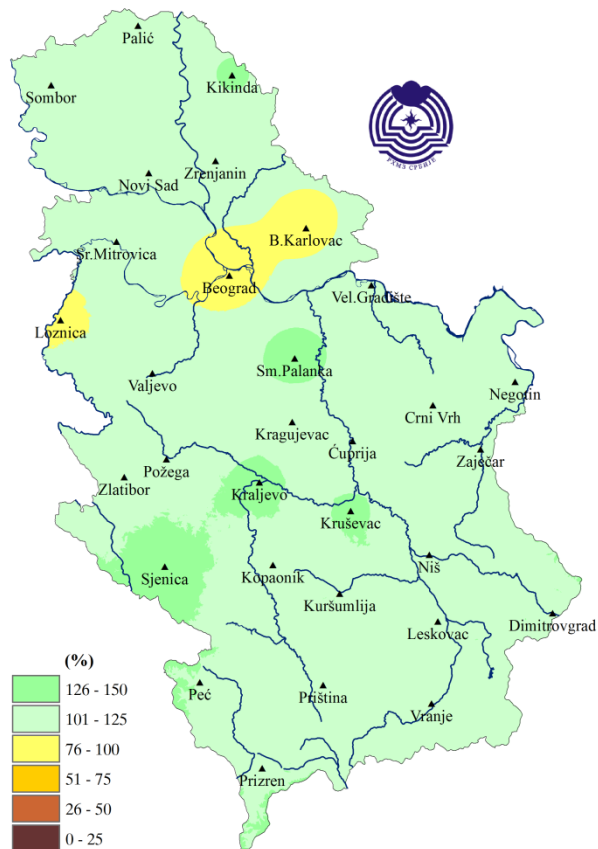 Palić
Kikinda
Sombor
РХМЗ СРБИЈЕ
Zrenjanin
Novi Sad
B.Karlovac
Sr.Mitrovica
Beograd
Vel.Gradište
Loznica
Sm.Palanka
Valjevo
Negotin
Crni Vrh
Kragujevac
Ćuprija
Zaječar
Požega
Zlatibor
Kraljevo
Kruševac
Niš
Sjenica
Kopaonik
Kuršumlija
Dimitrovgrad
Leskovac
(%)
126 - 150
Peć
Priština
101 - 125
Vranje
76 - 100
51 - 75
Prizren
26 - 50
0 - 25